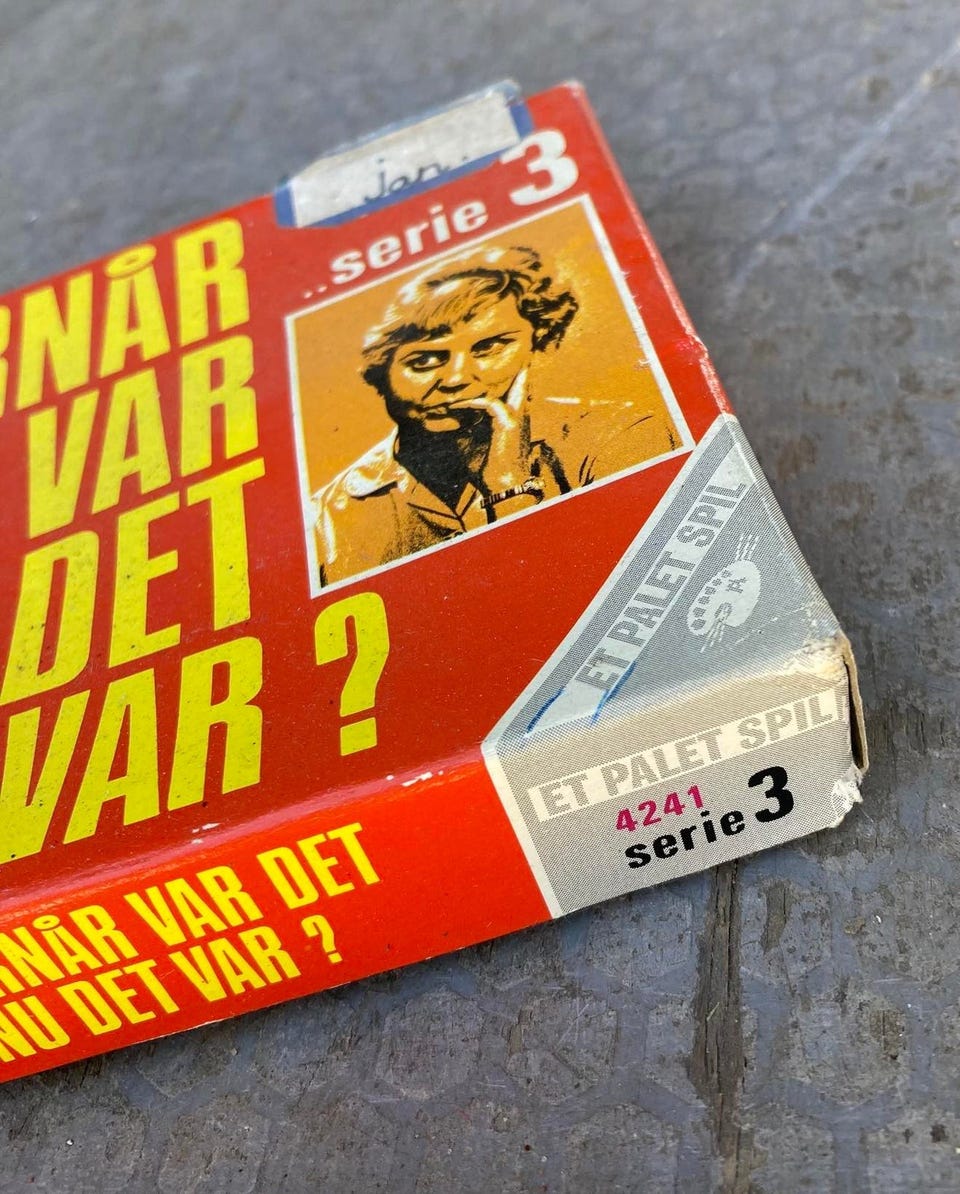 jan..
..serie 3
NÅR
VAR
DET
VAR ?
ET PALET SPIL
ET PALET SPIL
4241
serie 3
NÅR VAR DET
NU DET VAR ?